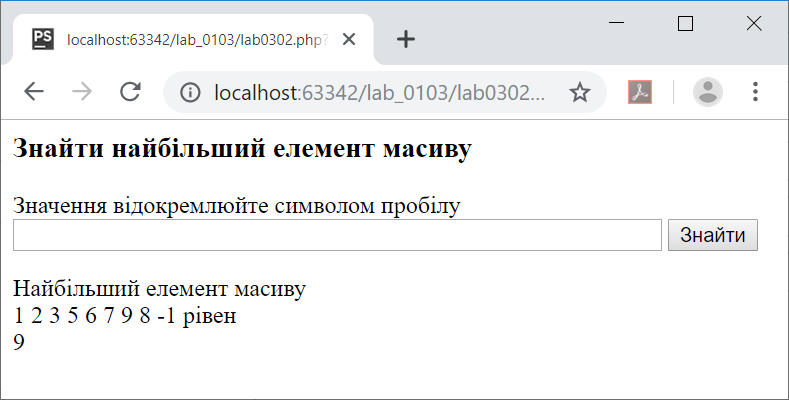 PS localhost:63342/lab_0103/lab0302.php?
localhost:63342/lab_0103/lab0302...
Знайти найбільший елемент масиву
Значення відокремлюйте символом пробілу
Знайти
Найбільший елемент масиву
1 2 3 5 6 7 9 8 -1 рівен
9